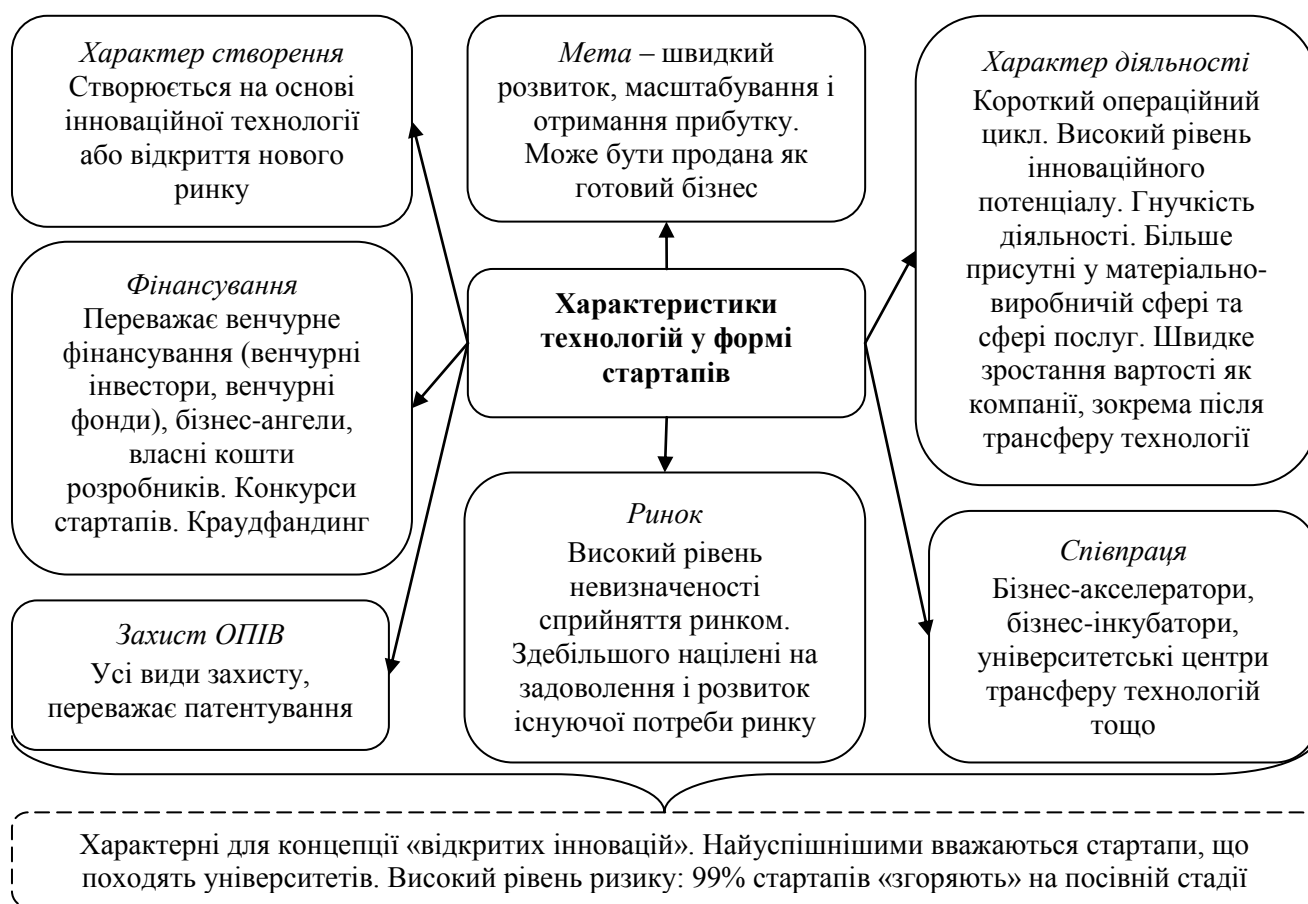 Характер створення
Створюється на основі
інноваційної технології
або відкриття нового
ринку
Мета – швидкий
розвиток, масштабування і
отримання прибутку.
Може бути продана як
готовий бізнес
Характер діяльності
Короткий операційний
цикл. Високий рівень
інноваційного
потенціалу. Гнучкість
діяльності. Більше
присутні у матеріально-
виробничій сфері та
сфері послуг. Швидке
зростання вартості як
компанії, зокрема після
трансферу технології
Фінансування
Переважає венчурне
фінансування (венчурні
інвестори, венчурні
фонди), бізнес-ангели,
власні кошти
розробників. Конкурси
стартапів. Краудфандинг
Характеристики
технологій у формі
стартапів
Захист ОПІВ
Усі види захисту,
переважає патентування
Ринок
Високий рівень
невизначеності
сприйняття ринком.
Здебільшого націлені на
задоволення і розвиток
існуючої потреби ринку
Співпраця
Бізнес-акселератори,
бізнес-інкубатори,
університетські центри
трансферу технологій
тощо
Характерні для концепції «відкритих інновацій». Найуспішнішими вважаються стартапи, що
походять університетів. Високий рівень ризику: 99% стартапів «згоряють» на посівній стадії